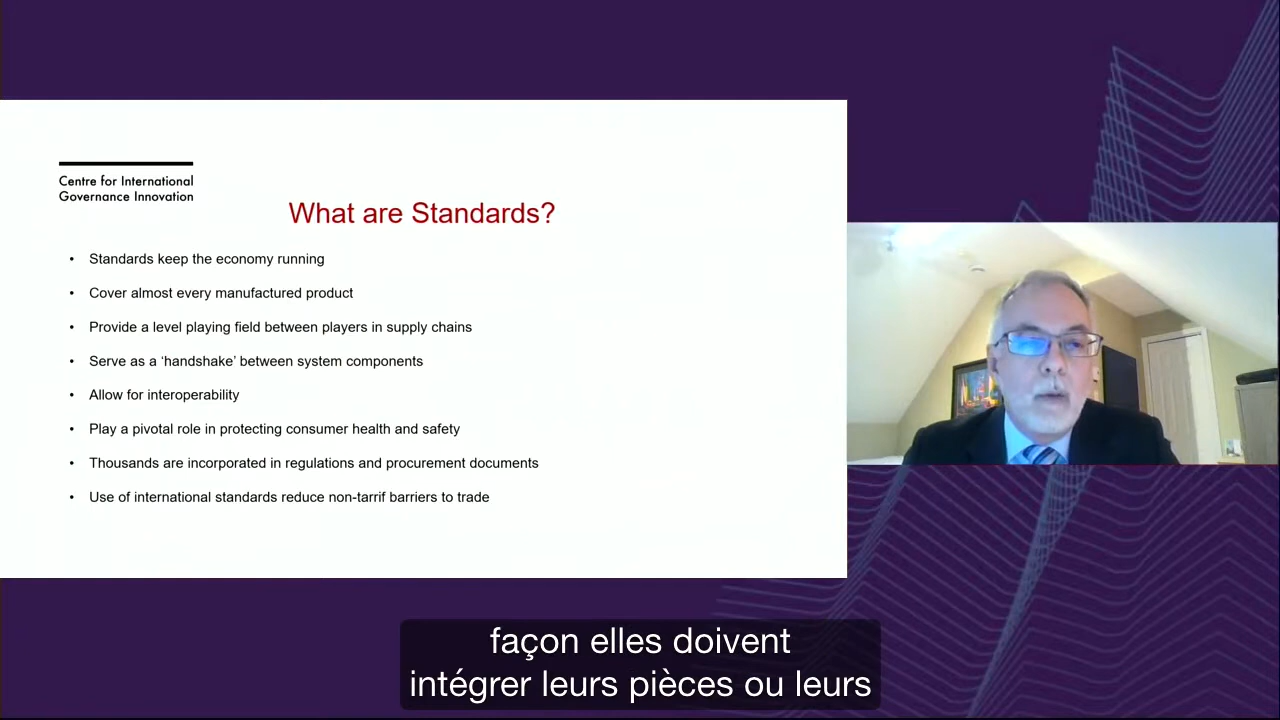 Centre for International
Governance Innovation
What are Standards?
• Standards keep the economy running
• Cover almost every manufactured product
• Provide a level playing field between players in supply chains
• Serve as a ‘handshake’ between system components
• Allow for interoperability
• Play a pivotal role in protecting consumer health and safety
• Thousands are incorporated in regulations and procurement documents
• Use of international standards reduce non-tarrif barriers to trade
façon elles doivent
intégrer leurs pièces ou leurs